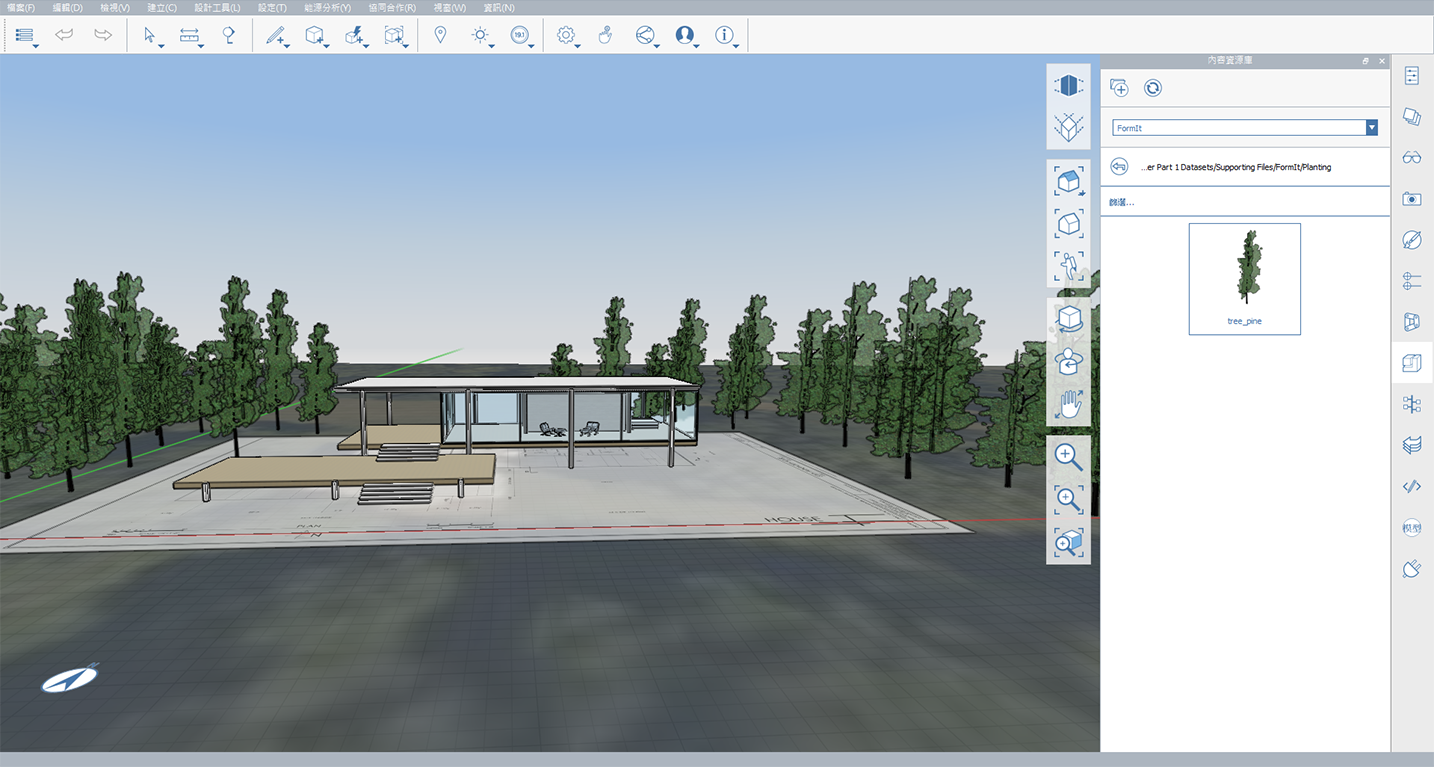 檔案(F) 編輯(D) 檢視(V) 建立(C) 設計工具(L) 設定(T) 能源分析(Y) 協同合作(R) 視窗(W) 資訊(N)
19.1
內容資源庫
FormIt
...er Part 1 Datasets/Supporting Files/FormIt/Planting
篩選...
tree_pine
模型
PLAN
HOUSE
N